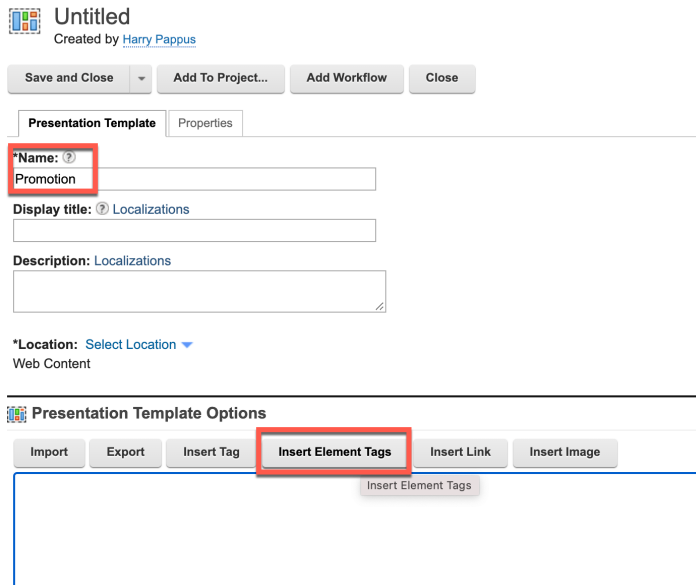 Untitled
Created by Harry Pappus
Save and Close Add To Project... Add Workflow Close
Presentation Template Properties
*Name: ?
Promotion
Display title: ? Localizations
Description: Localizations
*Location: Select Location
Web Content
Presentation Template Options
Import Export Insert Tag Insert Element Tags Insert Link Insert Image
Insert Element Tags